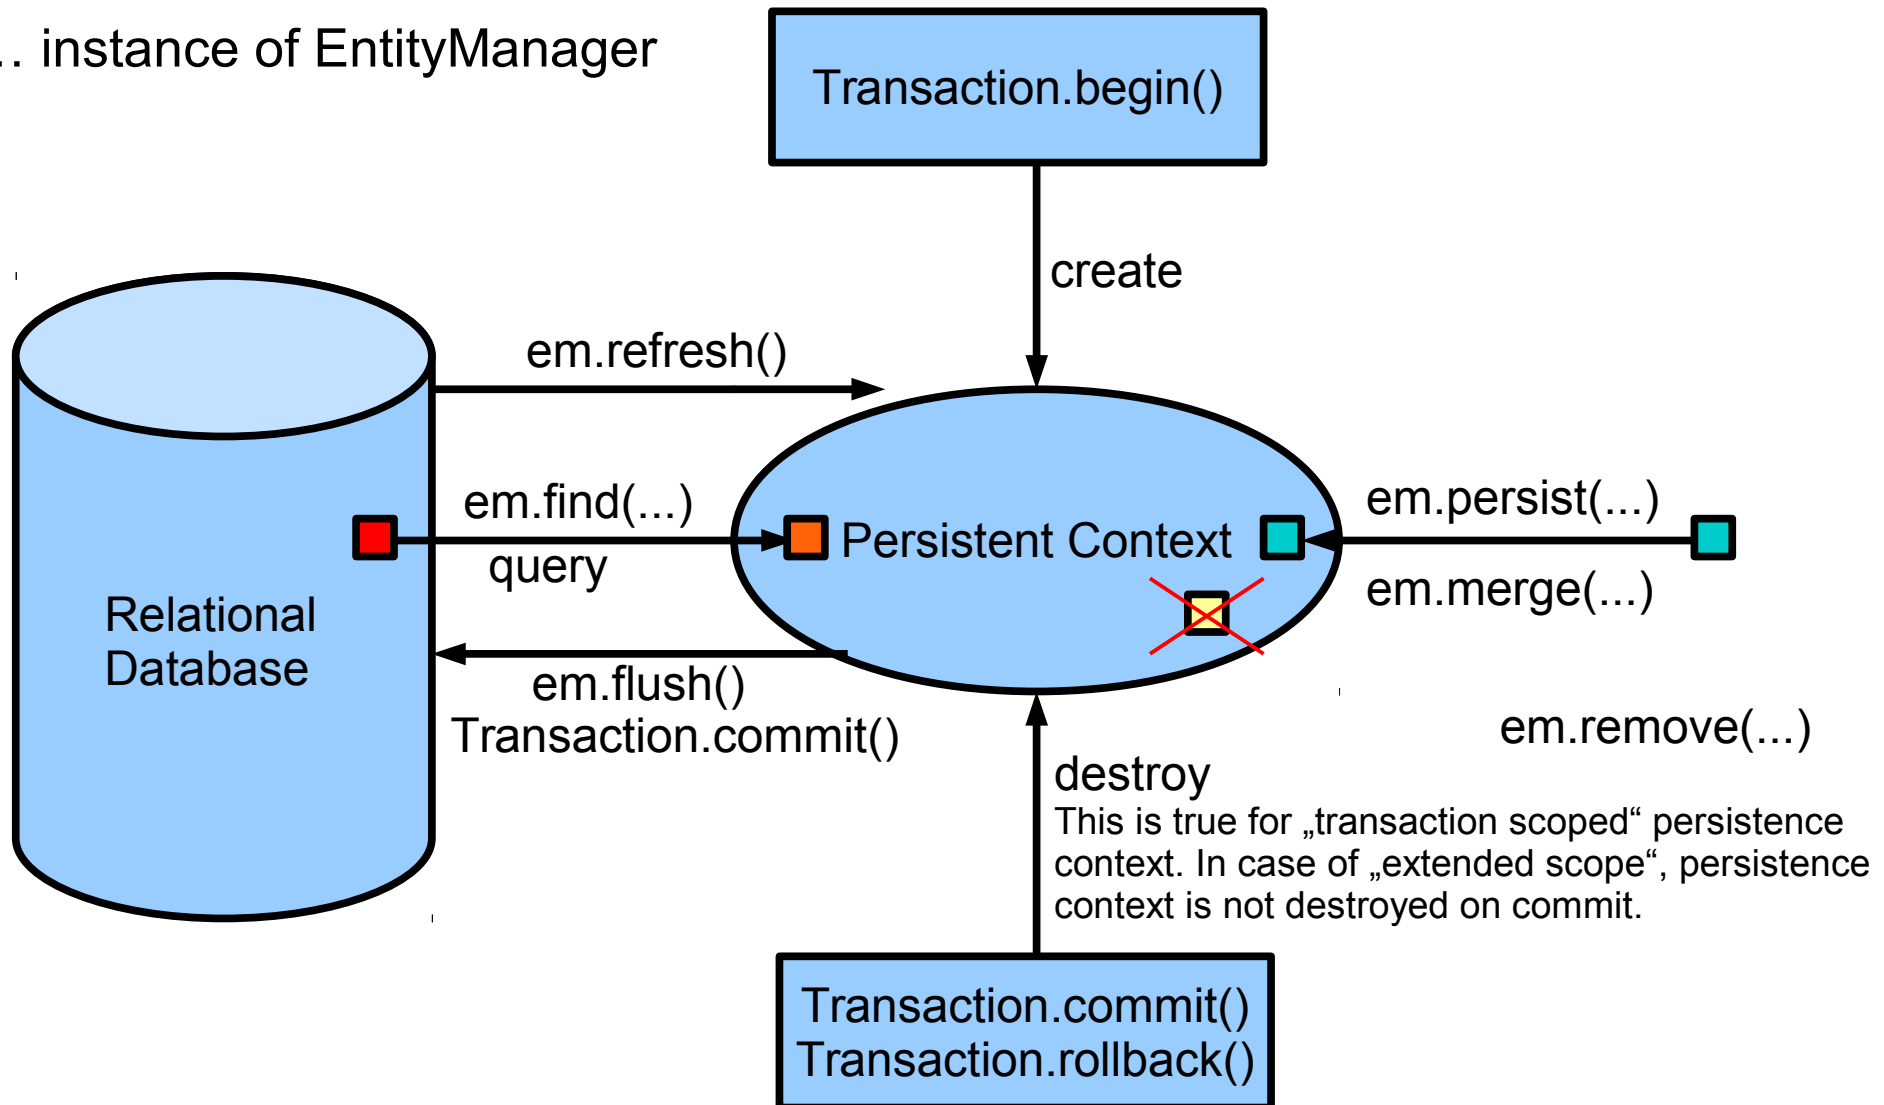 .. instance of EntityManager
Transaction.begin()
create
em.refresh()
em.find(...)
query
Persistent Context
em.persist(...)
em.merge(...)
Relational
Database
em.flush()
Transaction.commit()
em.remove(...)
destroy
This is true for „transaction scoped“ persistence
context. In case of „extended scope“, persistence
context is not destroyed on commit.
Transaction.commit()
Transaction.rollback()